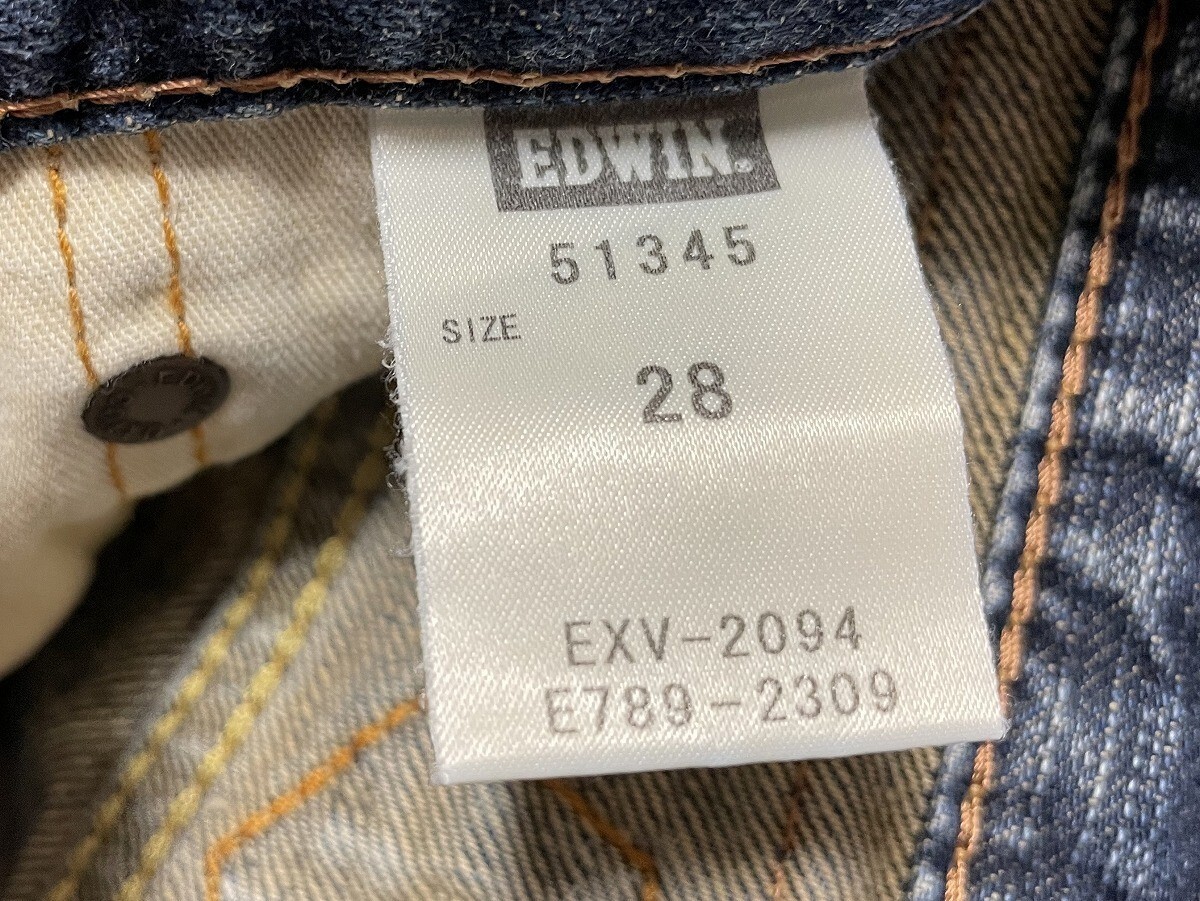 EDWIN.
51345
SIZE
28
EXV-2094
E789-2309